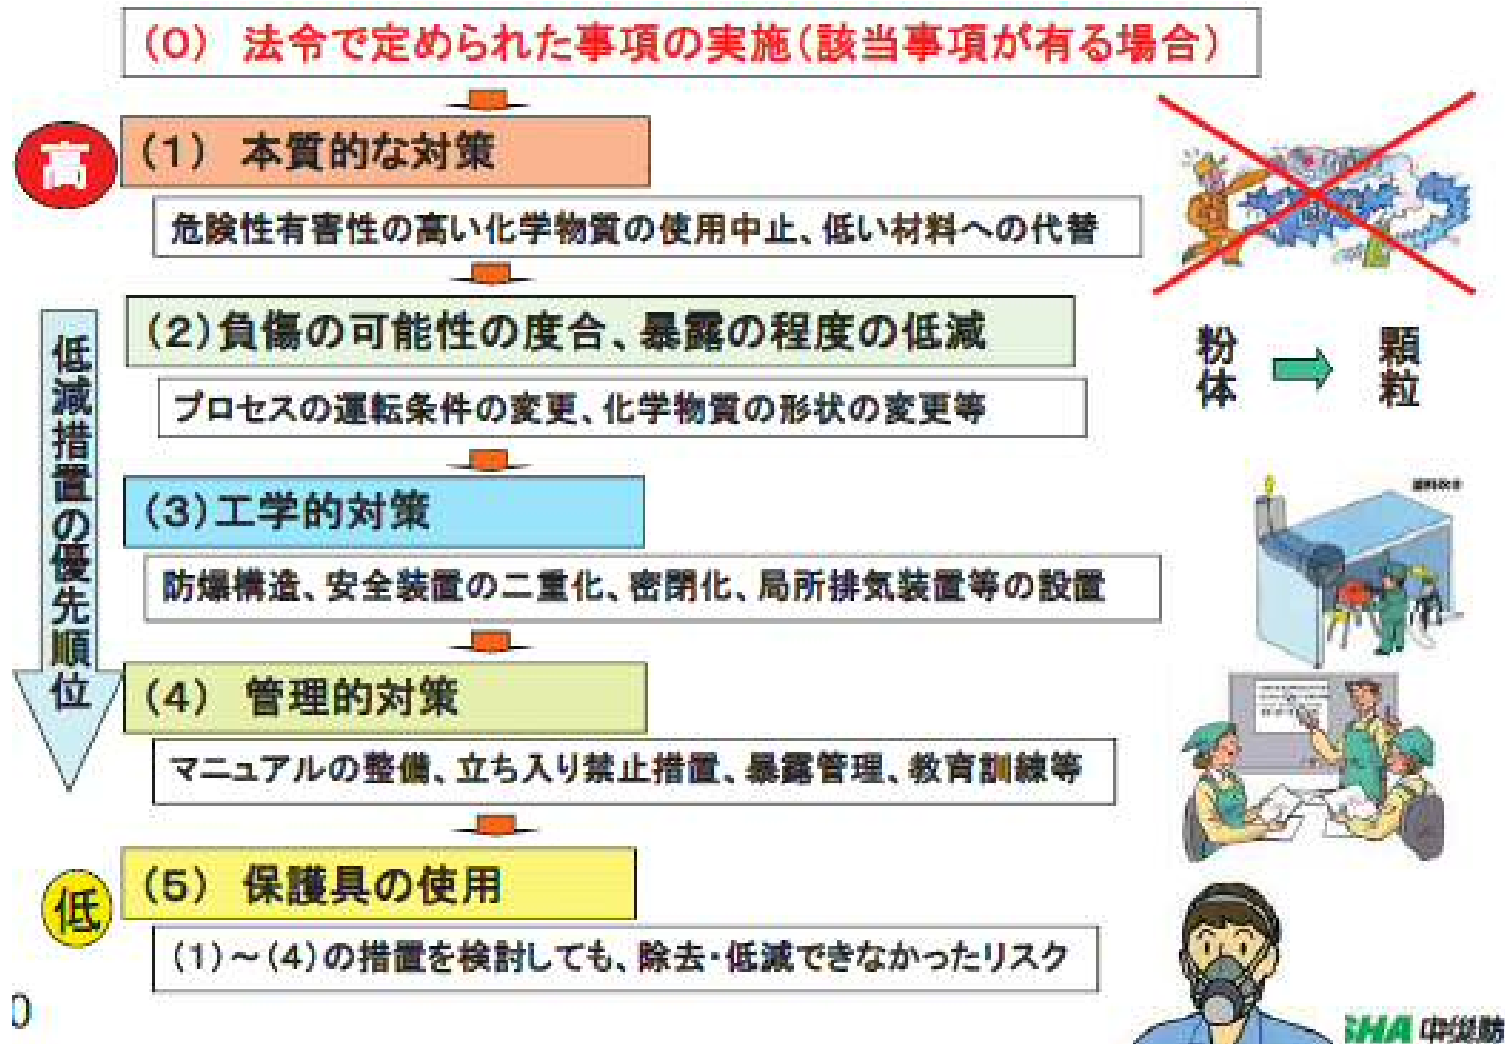 (0) 法令で定められた事項の実施(該当事項が有る場合)
高
(1) 本質的な対策
危険性有害性の高い化学物質の使用中止、低い材料への代替
(2)負傷の可能性の度合、暴露の程度の低減
粉体
顆粒
プロセスの運転条件の変更、化学物質の形状の変更等
低減措置の優先順位
(3)工学的対策
防爆構造、安全装置の二重化、密閉化、局所排気装置等の設置
(4) 管理的対策
マニュアルの整備、立ち入り禁止措置、暴露管理、教育訓練等
低
(5) 保護具の使用
(1)~(4)の措置を検討しても、除去・低減できなかったリスク
0
SHA 中災防